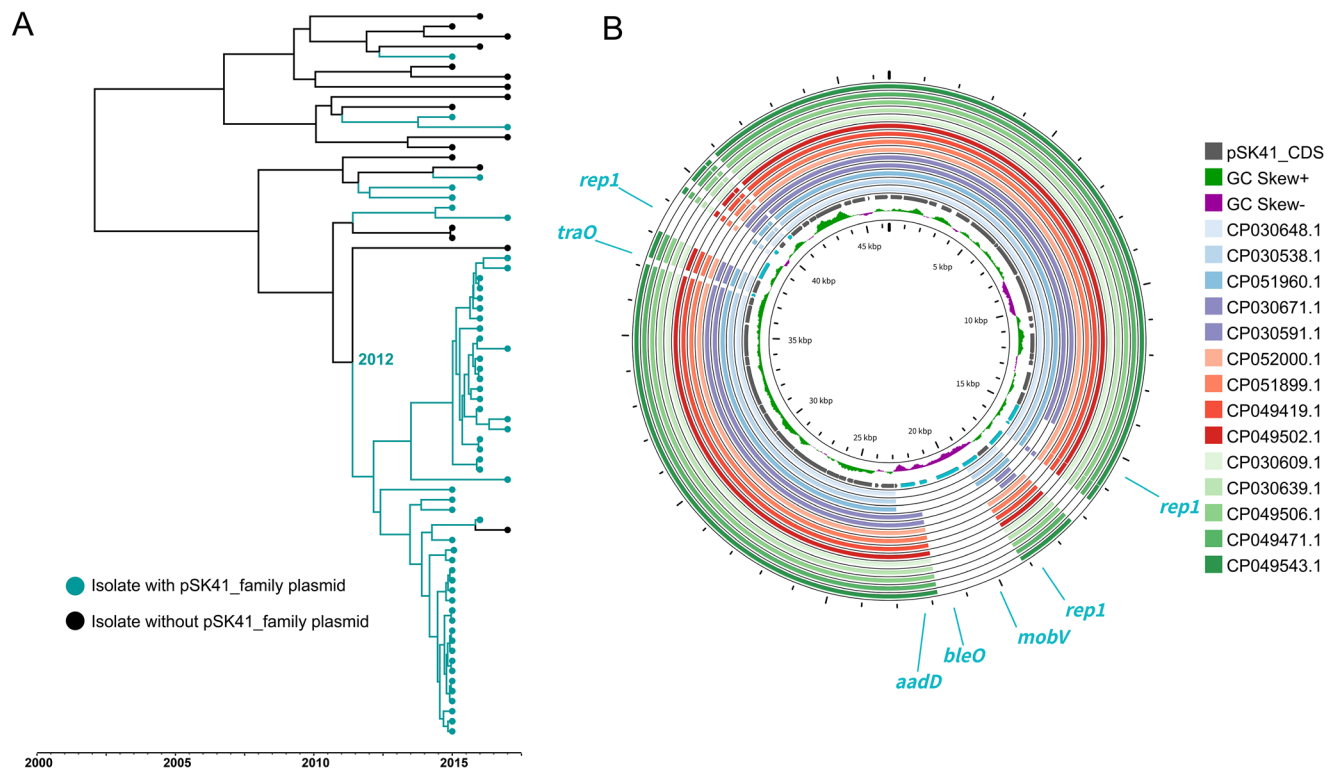 A
2012
Isolate with pSK41_family plasmid
Isolate without pSK41_family plasmid
2000
2005
2010
2015
B
rep1
traO
45 kbp
5 kbp
40 kbp
10 kbp
35 kbp
15 kbp
30 kbp
25 kbp
20 kbp
rep1
rep1
mobV
bleO
aadD
pSK41_CDS
GC Skew+
GC Skew-
CP030648.1
CP030538.1
CP051960.1
CP030671.1
CP030591.1
CP052000.1
CP051899.1
CP049419.1
CP049502.1
CP030609.1
CP030639.1
CP049506.1
CP049471.1
CP049543.1